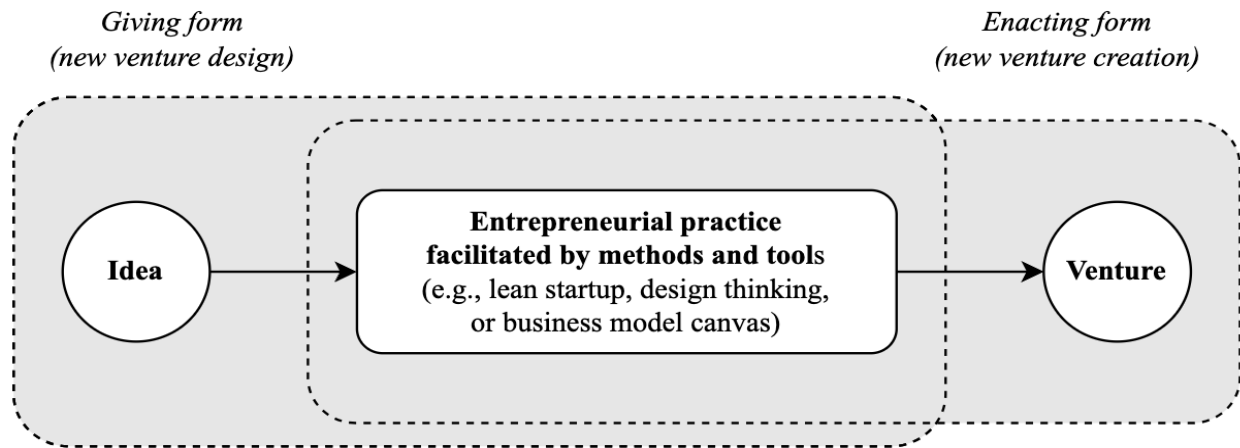 Giving form
(new venture design)
Enacting form
(new venture creation)
Idea
Entrepreneurial practice
facilitated by methods and tools
(e.g., lean startup, design thinking,
or business model canvas)
Venture